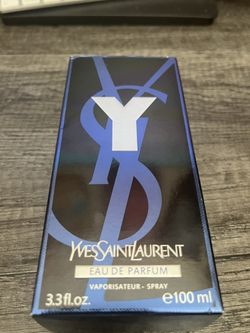 Y
YVESSAINTLAURENT
EAU DE PARFUM
VAPORISATEUR - SPRAY
3.3 fl.oz. ℮100 ml